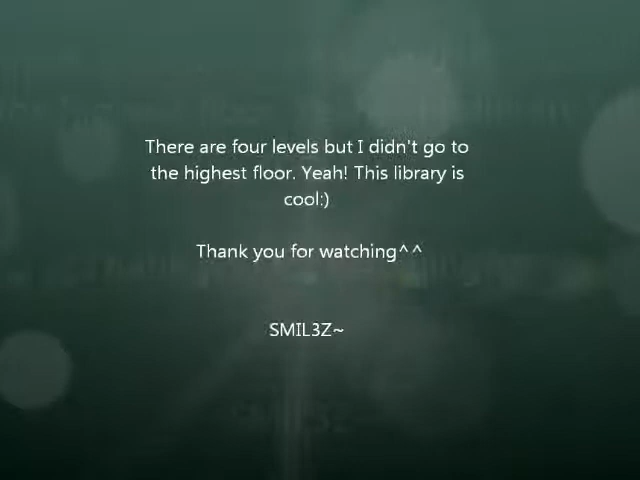 There are four levels but I didn't go to
the highest floor. Yeah! This library is
cool:)
Thank you for watching^^
SMIL3Z~